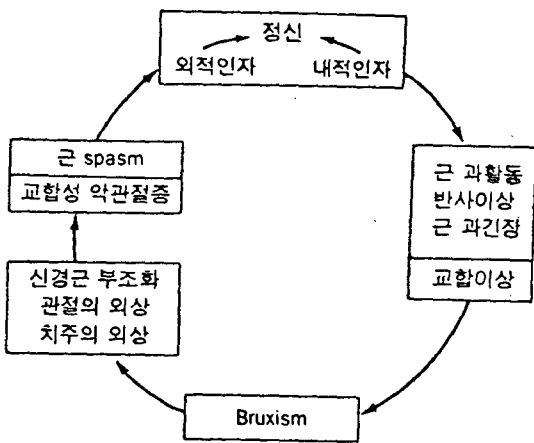 정신
외적인자 내적인자
근 과활동
반사이상
근 과긴장
교합이상
Bruxism
신경근 부조화
관절의 외상
치주의 외상
근 spasm
교합성 악관절증